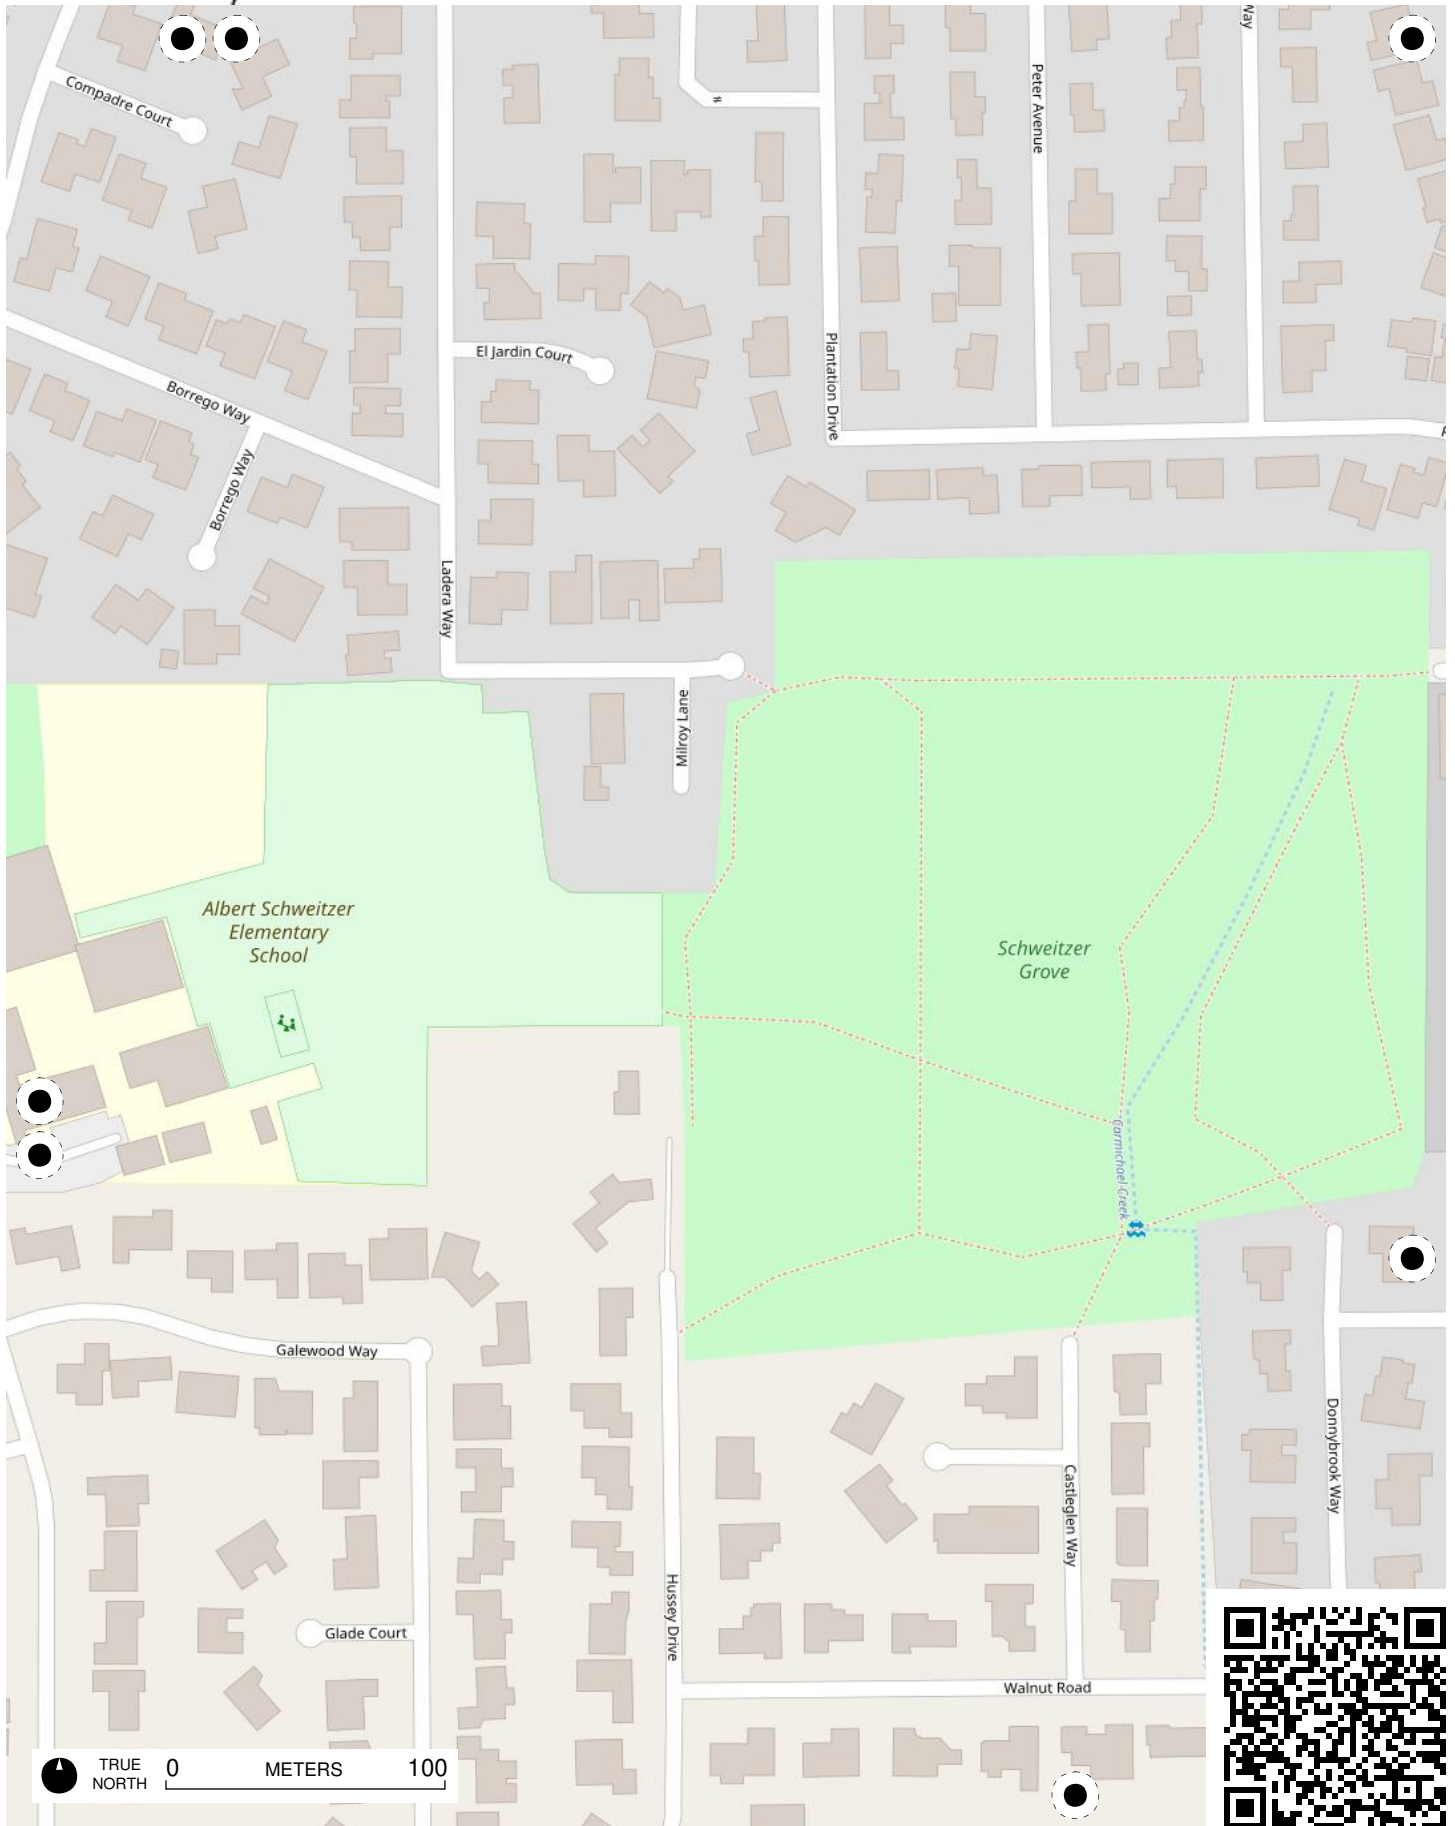 Compadre Court
Peter Avenue
Way
El Jardin Court
Plantation Drive
Borrego Way
Borrego Way
Ladera Way
Milroy Lane
Albert Schweitzer
Elementary
School
Schweitzer
Grove
Carmichael Creek
Galewood Way
Donnybrook Way
Castleglen Way
Hussey Drive
Glade Court
Walnut Road
TRUE
NORTH
0 METERS 100